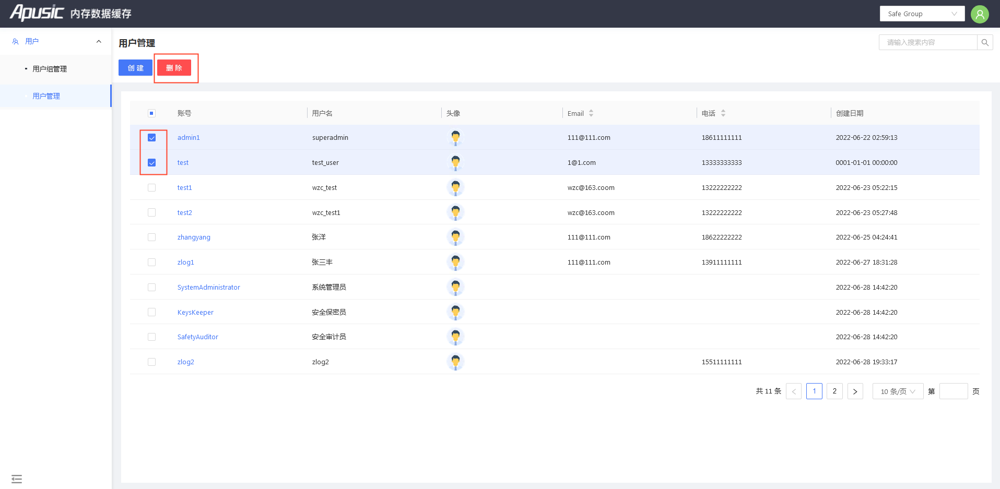 Apusic 内存数据缓存
Safe Group
用户
用户组管理
用户管理
用户管理
请输入搜索内容
创 建
删 除
账号 用户名 头像 Email 电话 创建日期
admin1 superadmin 111@111.com 18611111111 2022-06-22 02:59:13
test test_user 1@1.com 13333333333 0001-01-01 00:00:00
test1 wzc_test wzc@163.coom 13222222222 2022-06-23 05:22:15
test2 wzc_test1 wzc@163.coom 13222222222 2022-06-23 05:27:48
zhangyang 张洋 111@111.com 18622222222 2022-06-25 04:24:41
zlog1 张三丰 111@111.com 13911111111 2022-06-27 18:31:28
SystemAdministrator 系统管理员 2022-06-28 14:42:20
KeysKeeper 安全保密员 2022-06-28 14:42:20
SafetyAuditor 安全审计员 2022-06-28 14:42:20
zlog2 zlog2 15511111111 2022-06-28 19:33:17
共 11 条 < 1 2 > 10 条/页 第 页